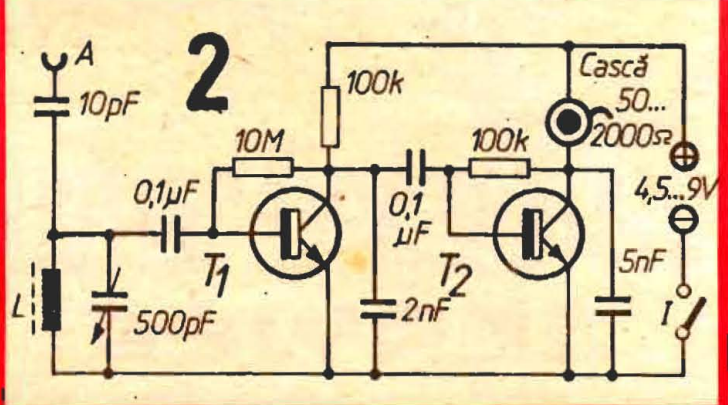 2
A
10pF
100k
Cască
50...
2000Ω
10M
100k
0,1µF
0,1
µF
4,5...9V
⊕
⊖
T1
T2
5nF
L
500pF
2nF
I